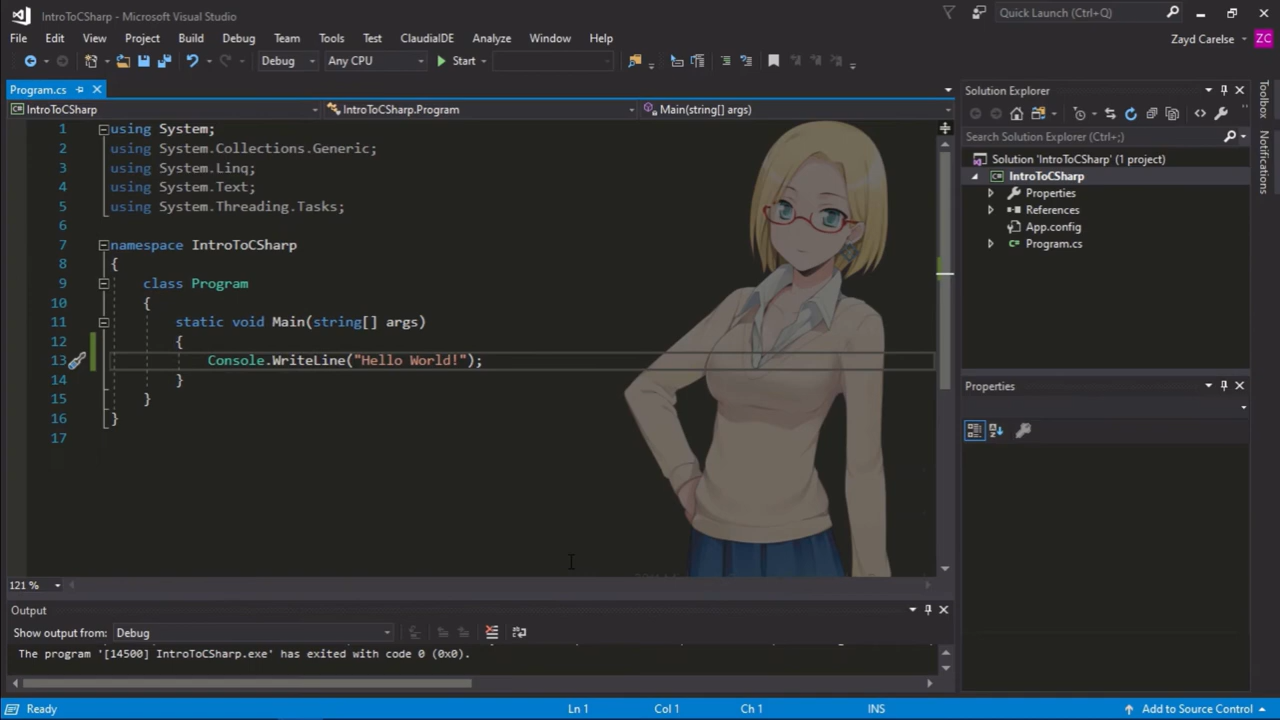 IntroToCSharp - Microsoft Visual Studio
Quick Launch (Ctrl+Q)
File Edit View Project Build Debug Team Tools Test ClaudiaIDE Analyze Window Help
Zayd Carelse ZC
Debug Any CPU Start
Program.cs
IntroToCSharp IntroToCSharp.Program Main(string[] args)
1 using System;
2 using System.Collections.Generic;
3 using System.Linq;
4 using System.Text;
5 using System.Threading.Tasks;
6
7 namespace IntroToCSharp
8 {
9 class Program
10 {
11 static void Main(string[] args)
12 {
13 Console.WriteLine("Hello World!");
14 }
15 }
16 }
17
121 %
Output
Show output from: Debug
The program '[14500] IntroToCSharp.exe' has exited with code 0 (0x0).
Solution Explorer
Search Solution Explorer (Ctrl+;)
Solution 'IntroToCSharp' (1 project)
IntroToCSharp
Properties
References
App.config
Program.cs
Properties
Toolbox
Notifications
Ready Ln 1 Col 1 Ch 1 INS Add to Source Control